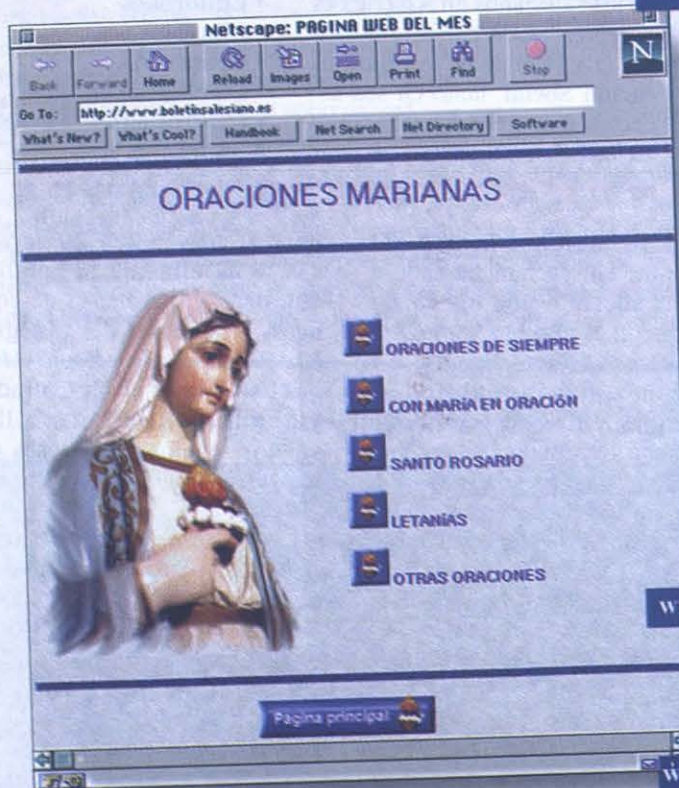 Netscape: PAGINA WEB DEL MES
Back Forward Home Reload Images Open Print Find Stop
N
Go To: http://www.boletinsalesiano.es
What's New? What's Cool? Handbook Net Search Net Directory Software
ORACIONES MARIANAS
ORACIONES DE SIEMPRE
CON MARíA EN ORACIóN
SANTO ROSARIO
LETANíAS
OTRAS ORACIONES
Página principal